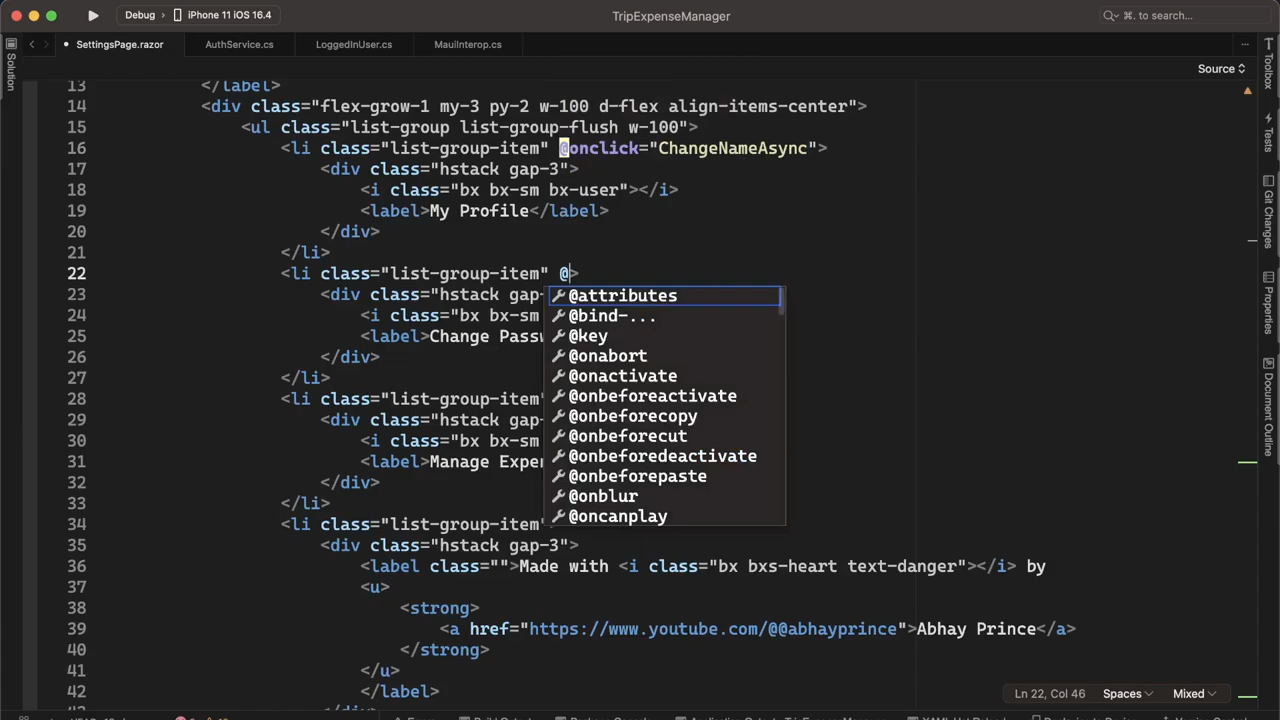 Debug › iPhone 11 iOS 16.4
TripExpenseManager
⌘. to search...
SettingsPage.razor
AuthService.cs
LoggedInUser.cs
MauiInterop.cs
Source
Solution
Toolbox
Tests
Git Changes
Properties
Document Outline
13 </label>
14 <div class="flex-grow-1 my-3 py-2 w-100 d-flex align-items-center">
15 <ul class="list-group list-group-flush w-100">
16 <li class="list-group-item" @onclick="ChangeNameAsync">
17 <div class="hstack gap-3">
18 <i class="bx bx-sm bx-user"></i>
19 <label>My Profile</label>
20 </div>
21 </li>
22 <li class="list-group-item" @>
23 <div class="hstack gap-
24 <i class="bx bx-sm
25 <label>Change Passw
26 </div>
27 </li>
28 <li class="list-group-item"
29 <div class="hstack gap-
30 <i class="bx bx-sm
31 <label>Manage Expen
32 </div>
33 </li>
34 <li class="list-group-item"
35 <div class="hstack gap-3">
36 <label class="">Made with <i class="bx bxs-heart text-danger"></i> by
37 <u>
38 <strong>
39 <a href="https://www.youtube.com/@@abhayprince">Abhay Prince</a>
40 </strong>
41 </u>
42 </label>
@attributes
@bind-...
@key
@onabort
@onactivate
@onbeforeactivate
@onbeforecopy
@onbeforecut
@onbeforedeactivate
@onbeforepaste
@onblur
@oncanplay
Ln 22, Col 46
Spaces
Mixed